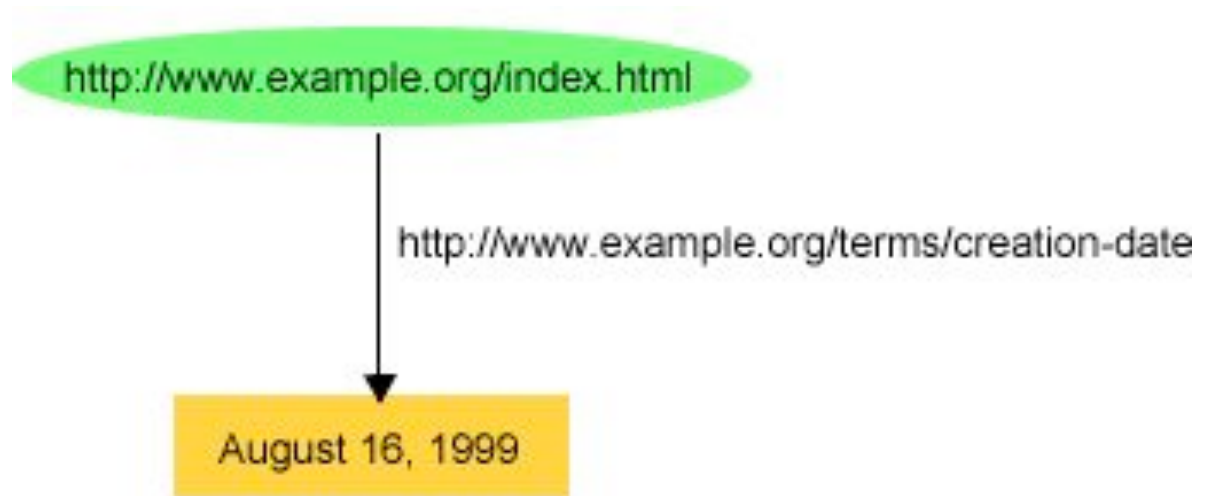 http://www.example.org/index.html
http://www.example.org/terms/creation-date
August 16, 1999